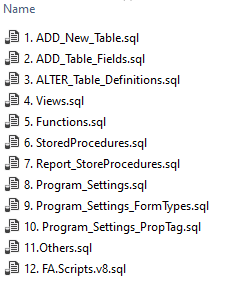 Name
1. ADD_New_Table.sql
2. ADD_Table_Fields.sql
3. ALTER_Table_Definitions.sql
4. Views.sql
5. Functions.sql
6. StoredProcedures.sql
7. Report_StoreProcedures.sql
8. Program_Settings.sql
9. Program_Settings_FormTypes.sql
10. Program_Settings_PropTag.sql
11.Others.sql
12. FA.Scripts.v8.sql